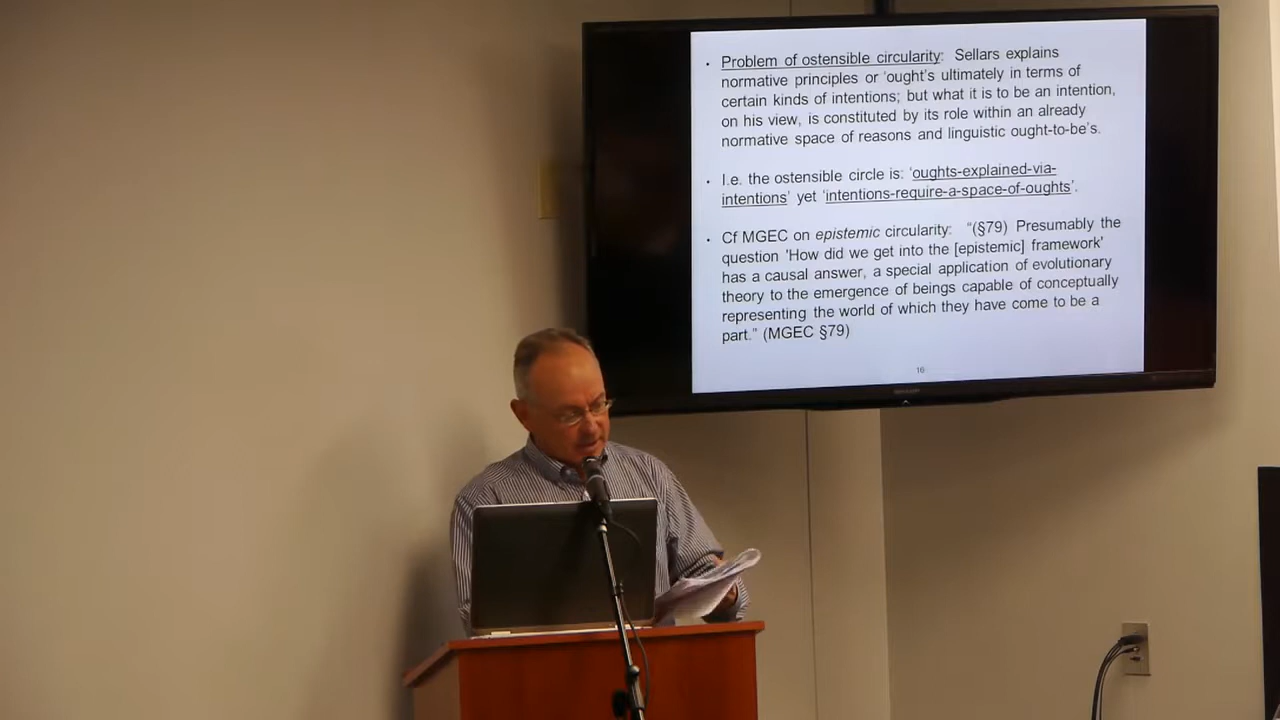 • Problem of ostensible circularity: Sellars explains
normative principles or 'ought's ultimately in terms of
certain kinds of intentions; but what it is to be an intention,
on his view, is constituted by its role within an already
normative space of reasons and linguistic ought-to-be's.
• I.e. the ostensible circle is: 'oughts-explained-via-
intentions' yet 'intentions-require-a-space-of-oughts'.
• Cf MGEC on epistemic circularity: "(§79) Presumably the
question 'How did we get into the [epistemic] framework'
has a causal answer, a special application of evolutionary
theory to the emergence of beings capable of conceptually
representing the world of which they have come to be a
part." (MGEC §79)
16